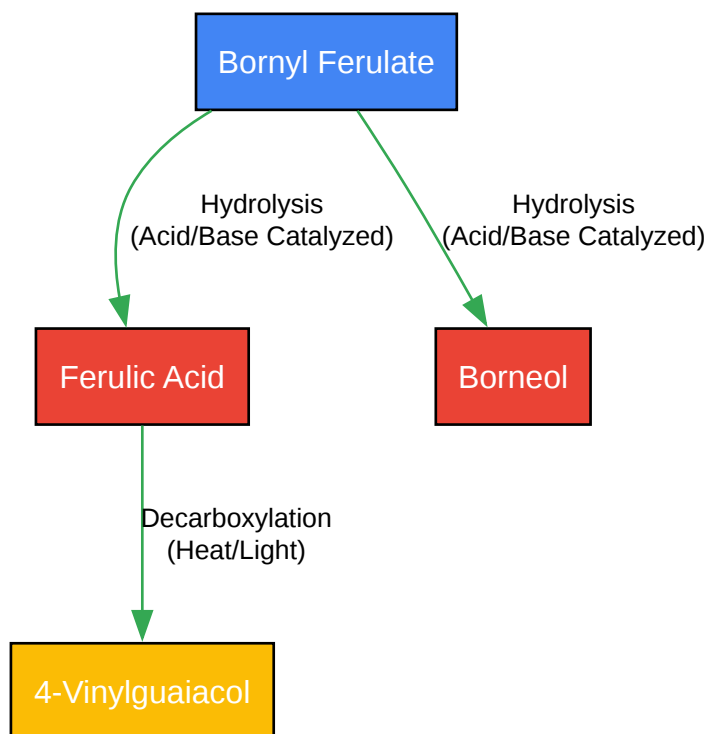 Bornyl Ferulate
Hydrolysis
(Acid/Base Catalyzed)
Hydrolysis
(Acid/Base Catalyzed)
Ferulic Acid
Borneol
Decarboxylation
(Heat/Light)
4-Vinylguaiacol